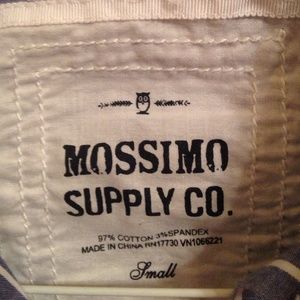 MOSSIMO
SUPPLY CO.
97% COTTON 3%SPANDEX
MADE IN CHINA RN17730 VN1066221
Small